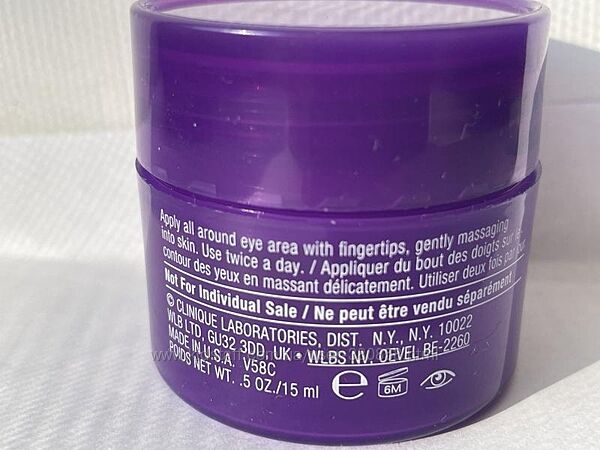 Apply all around eye area with fingertips, gently massaging
into skin. Use twice a day. / Appliquer du bout des doigts sur le
contour des yeux en massant délicatement. Utiliser deux fois par jour.
Not For Individual Sale / Ne peut être vendu séparément
© CLINIQUE LABORATORIES, DIST. N.Y., N.Y. 10022
WLB LTD, GU32 3DD, UK • WLBS NV. OEVEL BE-2260
MADE IN U.S.A. V58C
POIDS NET WT. .5 OZ./15 ml e 6M